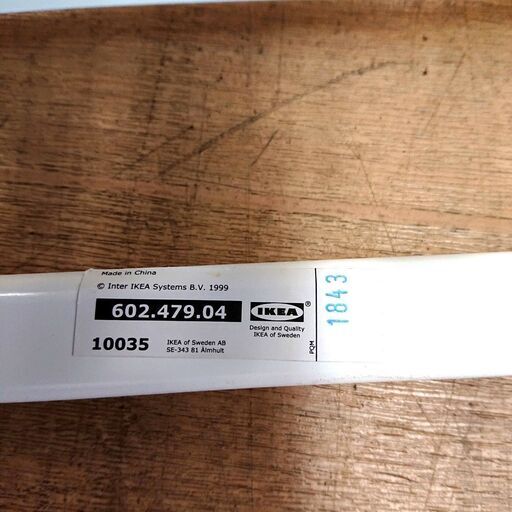 Made in China
© Inter IKEA Systems B.V. 1999
602.479.04
10035
IKEA of Sweden AB
SE-343 81 Älmhult
IKEA®
Design and Quality
IKEA of Sweden
PQM
1843